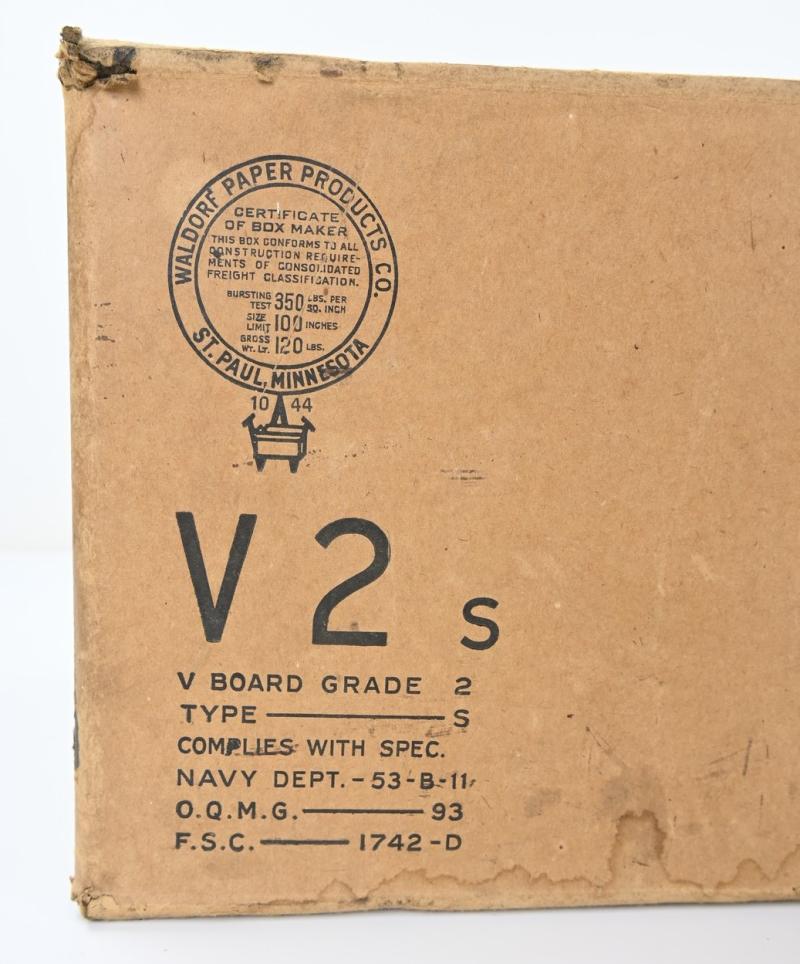 WALDORF PAPER PRODUCTS CO.
CERTIFICATE
OF BOX MAKER
THIS BOX CONFORMS TO ALL
CONSTRUCTION REQUIRE-
MENTS OF CONSOLIDATED
FREIGHT CLASSIFICATION.
BURSTING TEST 350 LBS. PER SQ. INCH
SIZE LIMIT 100 INCHES
GROSS WT. LT. 120 LBS.
ST. PAUL, MINNESOTA
10 44
V 2 S
V BOARD GRADE 2
TYPE — S
COMPLIES WITH SPEC.
NAVY DEPT. - 53-B-11
O.Q.M.G. — 93
F.S.C. — 1742-D